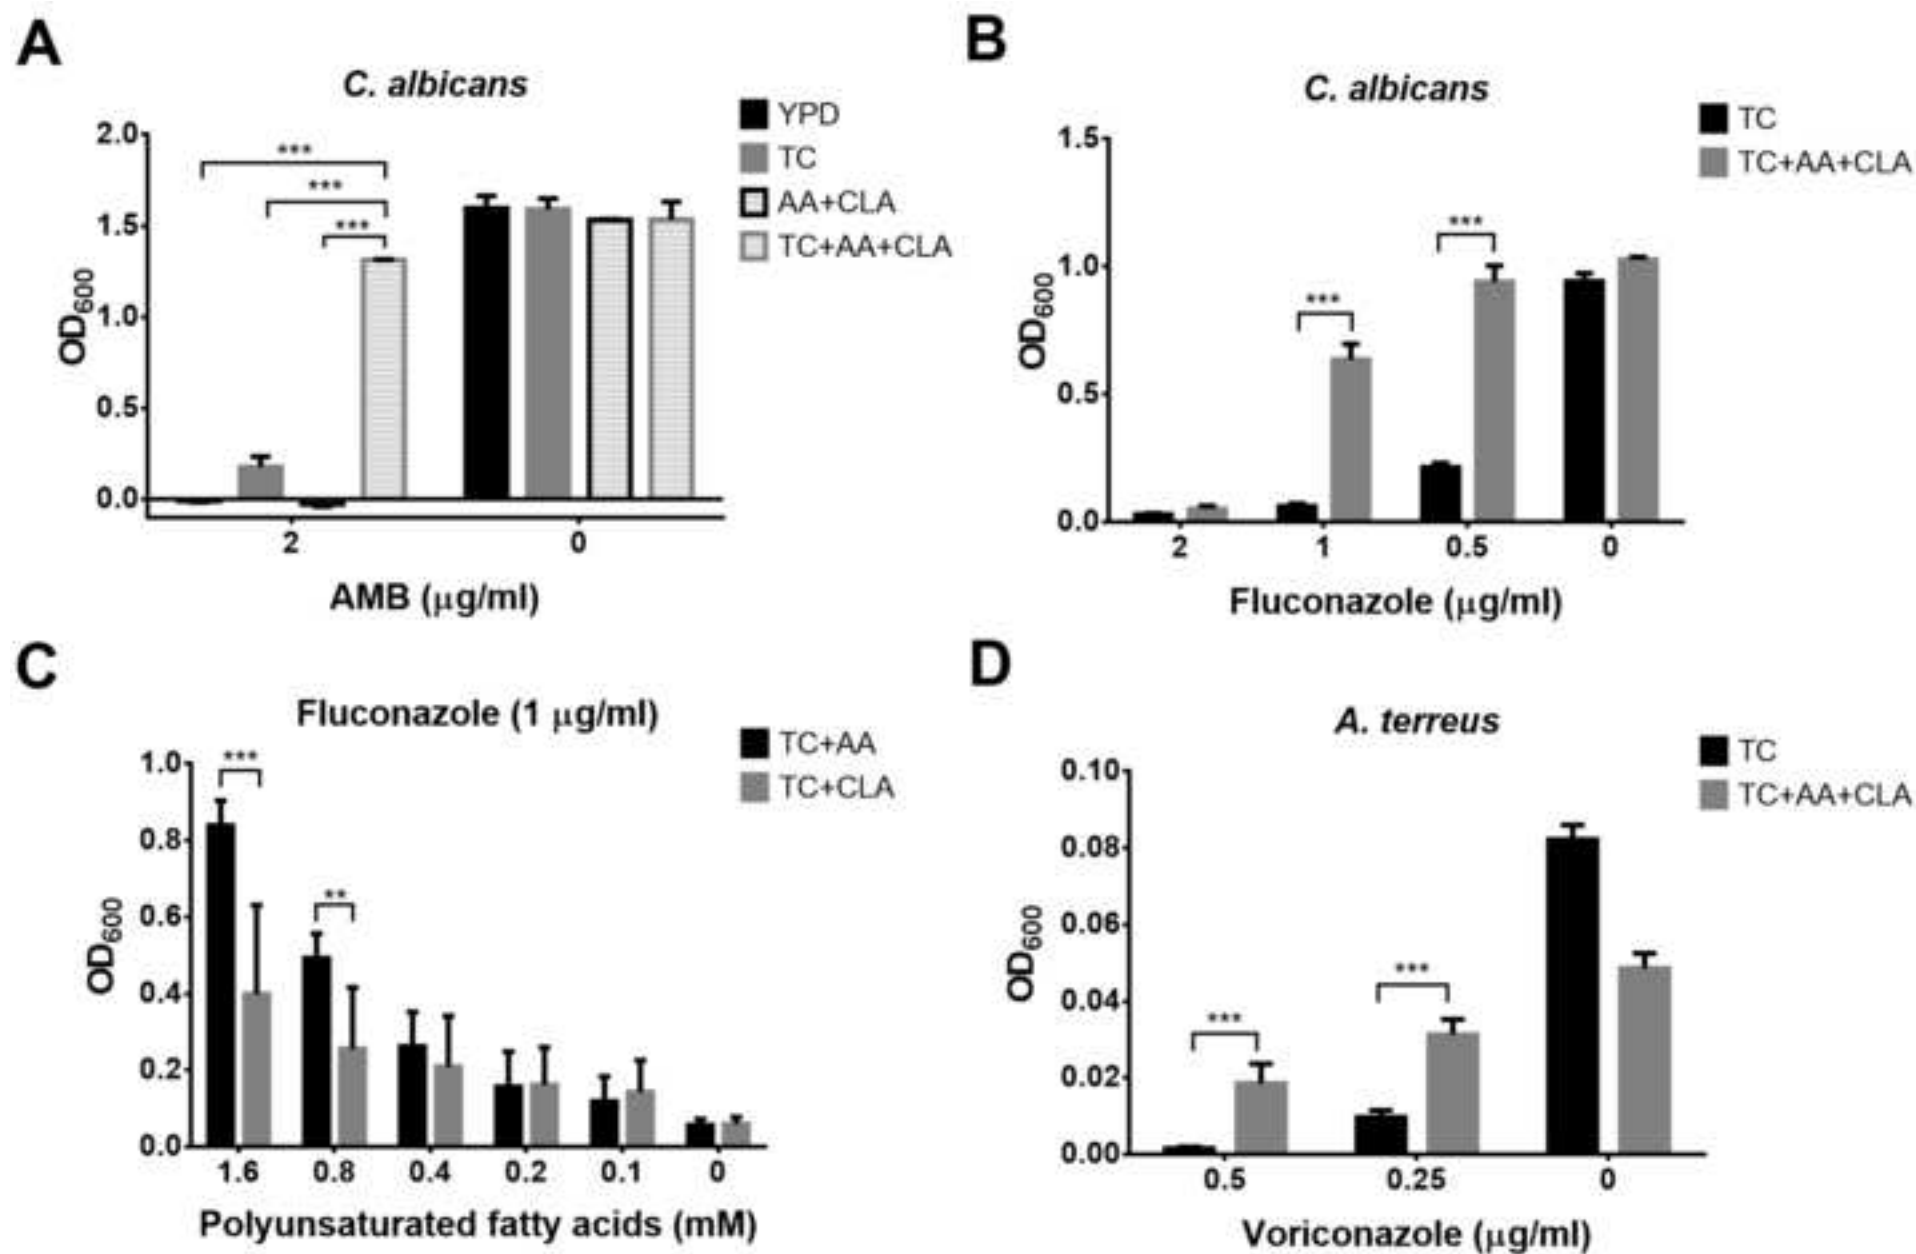 A
C. albicans
YPD
TC
AA+CLA
TC+AA+CLA
2.0
1.5
1.0
0.5
0.0
OD600
***
***
***
2 0
AMB (μg/ml)
B
C. albicans
TC
TC+AA+CLA
1.5
1.0
0.5
0.0
OD600
***
***
2 1 0.5 0
Fluconazole (μg/ml)
C
Fluconazole (1 μg/ml)
TC+AA
TC+CLA
1.0
0.8
0.6
0.4
0.2
0.0
OD600
***
**
1.6 0.8 0.4 0.2 0.1 0
Polyunsaturated fatty acids (mM)
D
A. terreus
TC
TC+AA+CLA
0.10
0.08
0.06
0.04
0.02
0.00
OD600
***
***
0.5 0.25 0
Voriconazole (μg/ml)